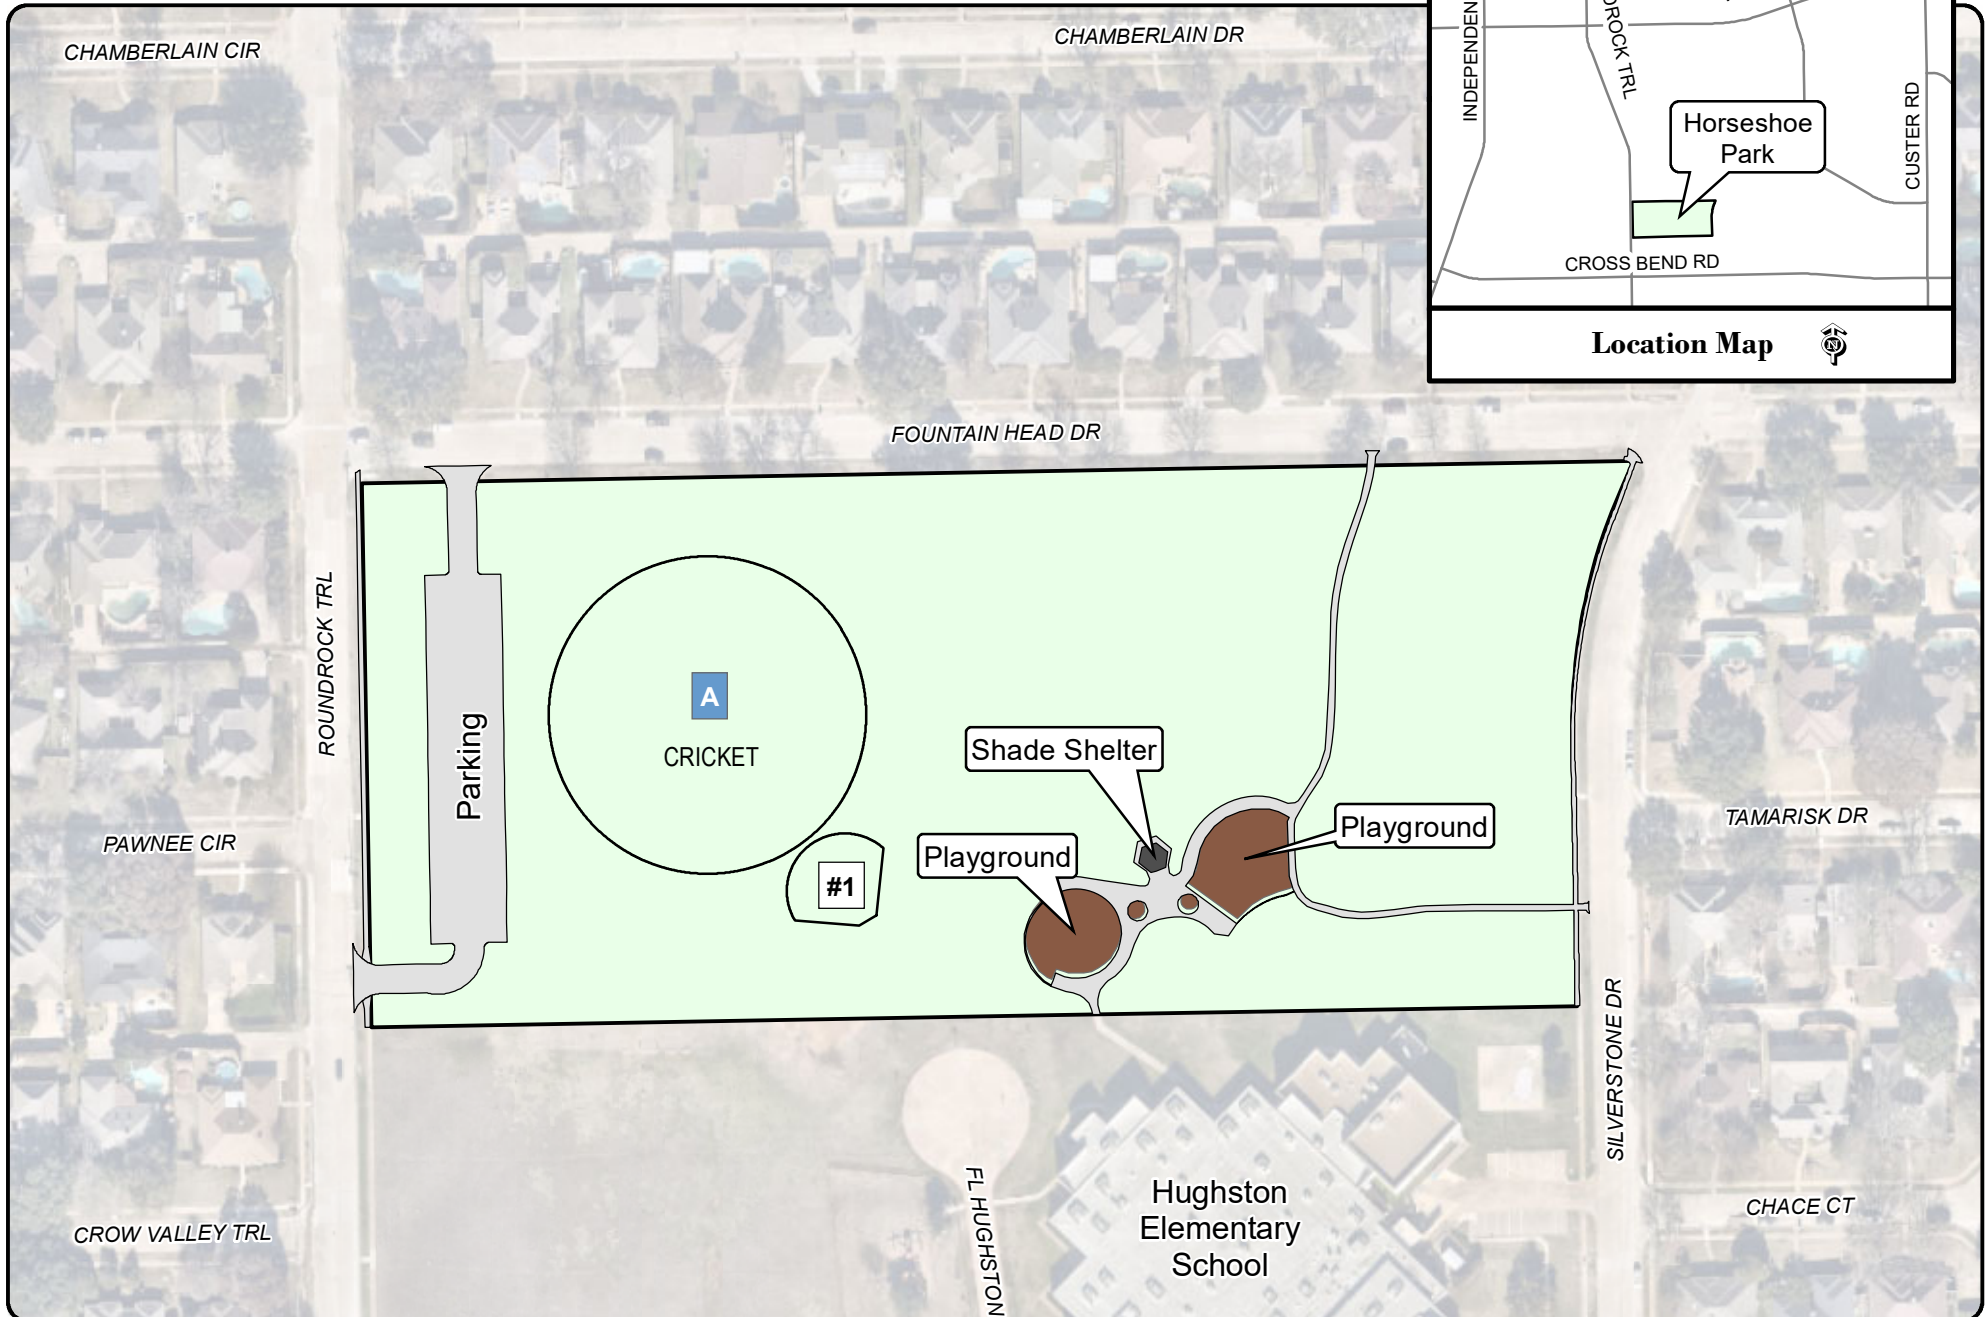 CHAMBERLAIN CIR
CHAMBERLAIN DR
INDEPENDEN
OROCK TRL
CUSTER RD
Horseshoe
Park
CROSS BEND RD
Location Map
N
FOUNTAIN HEAD DR
ROUNDROCK TRL
Parking
A
CRICKET
#1
Shade Shelter
Playground
Playground
PAWNEE CIR
TAMARISK DR
SILVERSTONE DR
CROW VALLEY TRL
FL HUGHSTON
Hughston
Elementary
School
CHACE CT